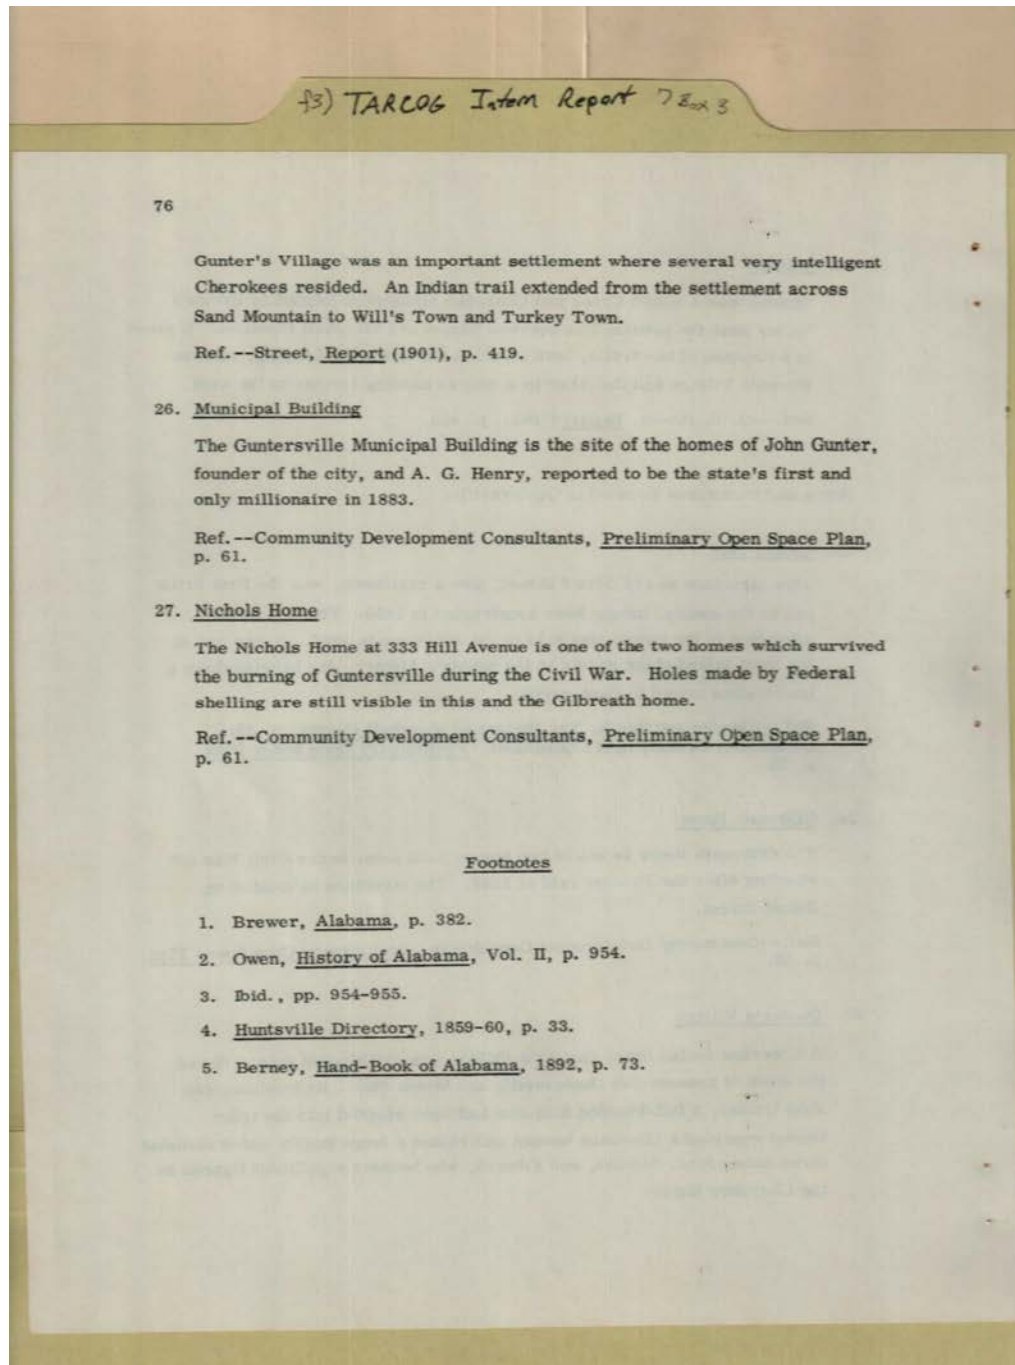 f3) TARCOG Intern Report
76
Gunter's Village was an important settlement where several very intelligent
Cherokees resided. An Indian trail extended from the settlement across
Sand Mountain to Will's Town and Turkey Town.
Ref.--Street, Report (1901), p. 419.
26. Municipal Building
The Guntersville Municipal Building is the site of the homes of John Gunter,
founder of the city, and A. G. Henry, reported to be the state's first and
only millionaire in 1883.
Ref.--Community Development Consultants, Preliminary Open Space Plan,
p. 61.
27. Nichols Home
The Nichols Home at 333 Hill Avenue is one of the two homes which survived
the burning of Guntersville during the Civil War. Holes made by Federal
shelling are still visible in this and the Gilbreath home.
Ref.--Community Development Consultants, Preliminary Open Space Plan,
p. 61.
Footnotes
1. Brewer, Alabama, p. 382.
2. Owen, History of Alabama, Vol. II, p. 954.
3. Ibid., pp. 954-955.
4. Huntsville Directory, 1859-60, p. 33.
5. Berney, Hand-Book of Alabama, 1892, p. 73.